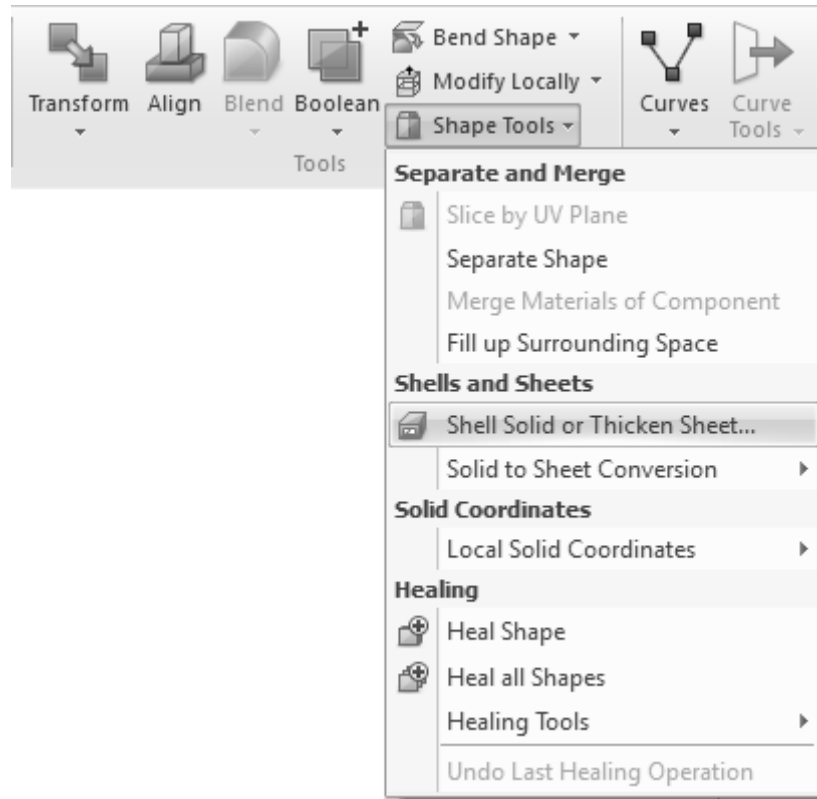 Transform
Align
Blend
Boolean
Bend Shape
Modify Locally
Shape Tools
Curves
Curve
Tools
Tools
Separate and Merge
Slice by UV Plane
Separate Shape
Merge Materials of Component
Fill up Surrounding Space
Shells and Sheets
Shell Solid or Thicken Sheet...
Solid to Sheet Conversion
Solid Coordinates
Local Solid Coordinates
Healing
Heal Shape
Heal all Shapes
Healing Tools
Undo Last Healing Operation